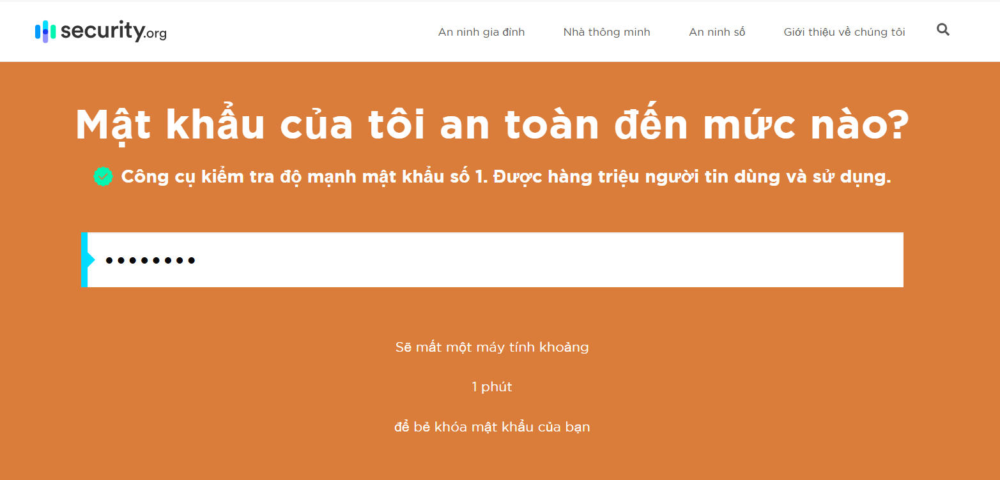 security.org
An ninh gia đình Nhà thông minh An ninh số Giới thiệu về chúng tôi
Mật khẩu của tôi an toàn đến mức nào?
Công cụ kiểm tra độ mạnh mật khẩu số 1. Được hàng triệu người tin dùng và sử dụng.
••••••••
Sẽ mất một máy tính khoảng
1 phút
để bẻ khóa mật khẩu của bạn